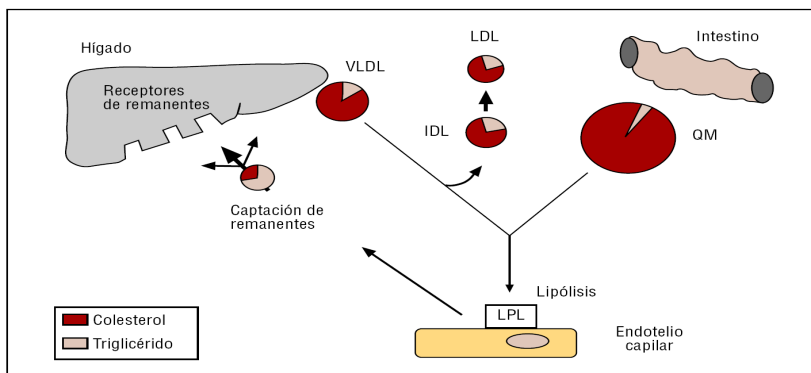 Hígado
Receptores
de remanentes
VLDL
LDL
IDL
Intestino
QM
Captación de
remanentes
Lipólisis
LPL
Endotelio
capilar
Colesterol
Triglicérido